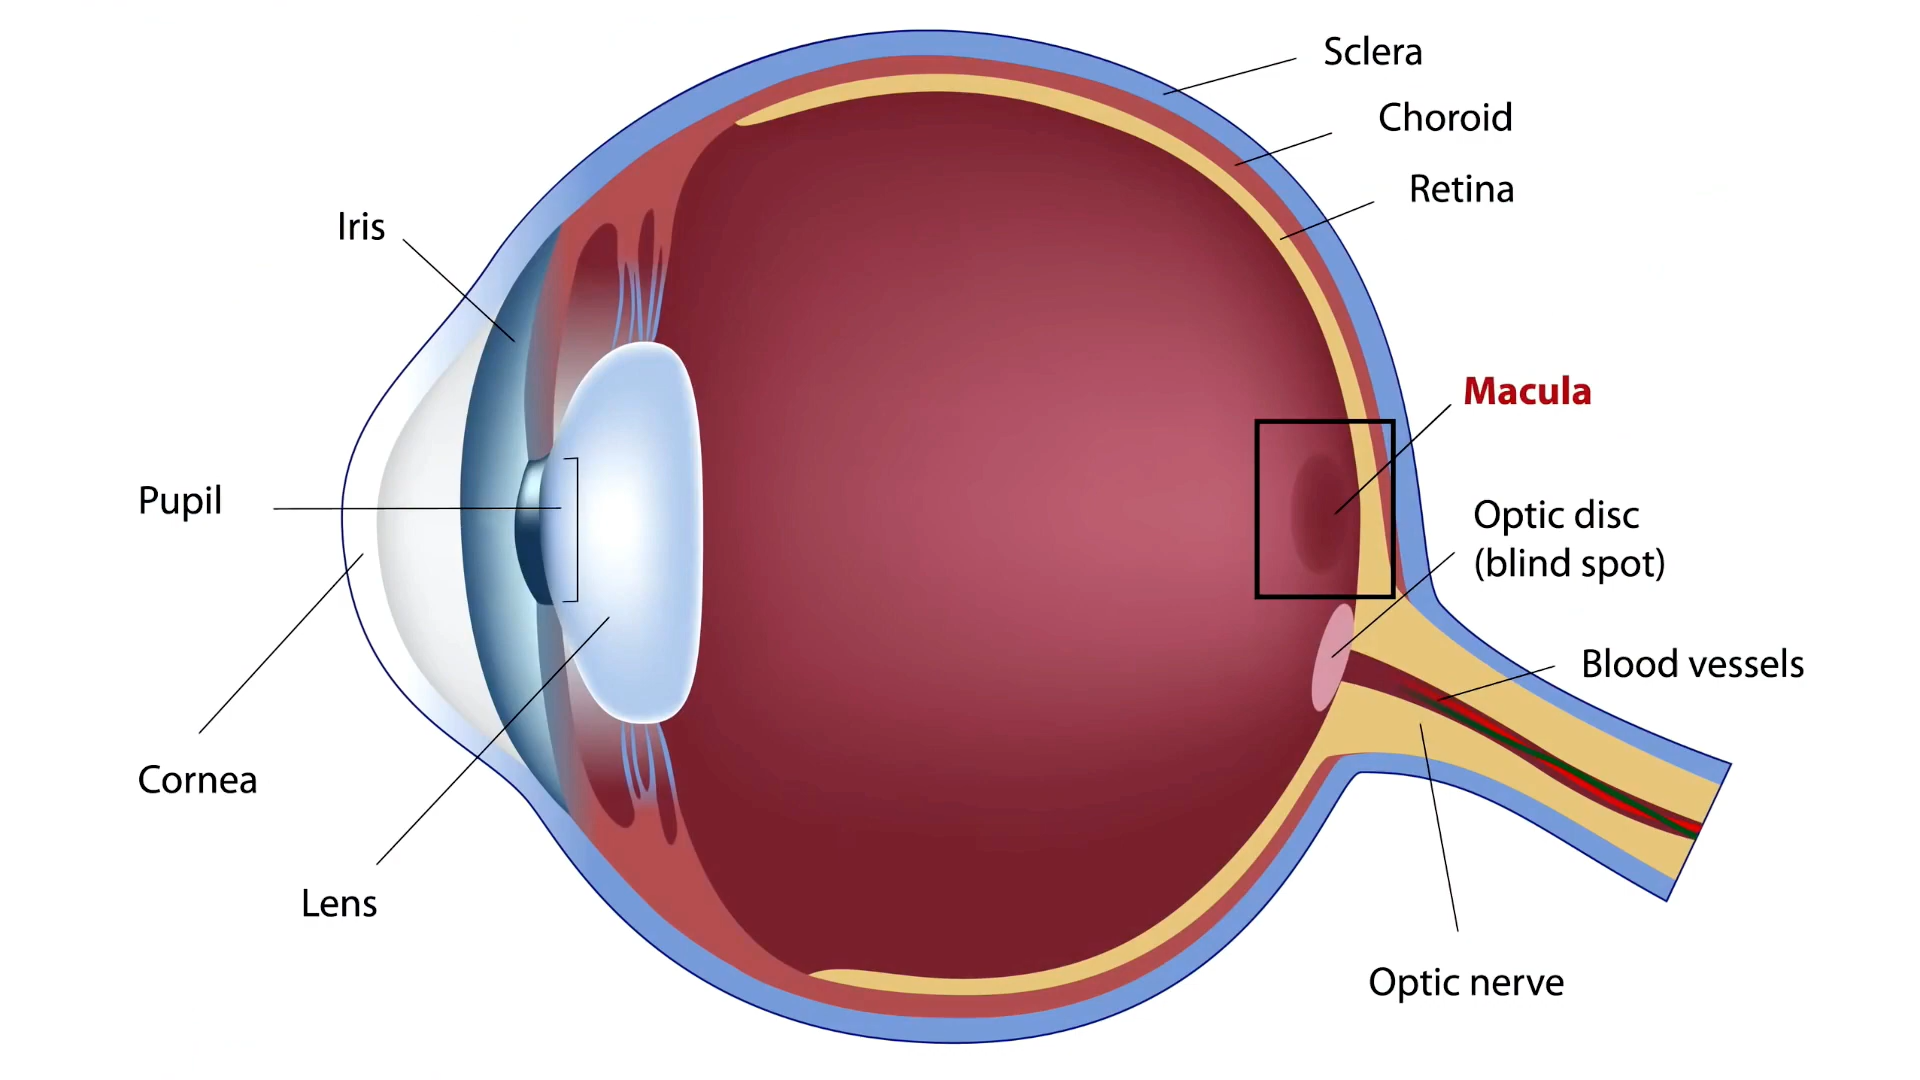 Sclera
Choroid
Retina
Iris
Macula
Pupil
Optic disc
(blind spot)
Blood vessels
Cornea
Lens
Optic nerve